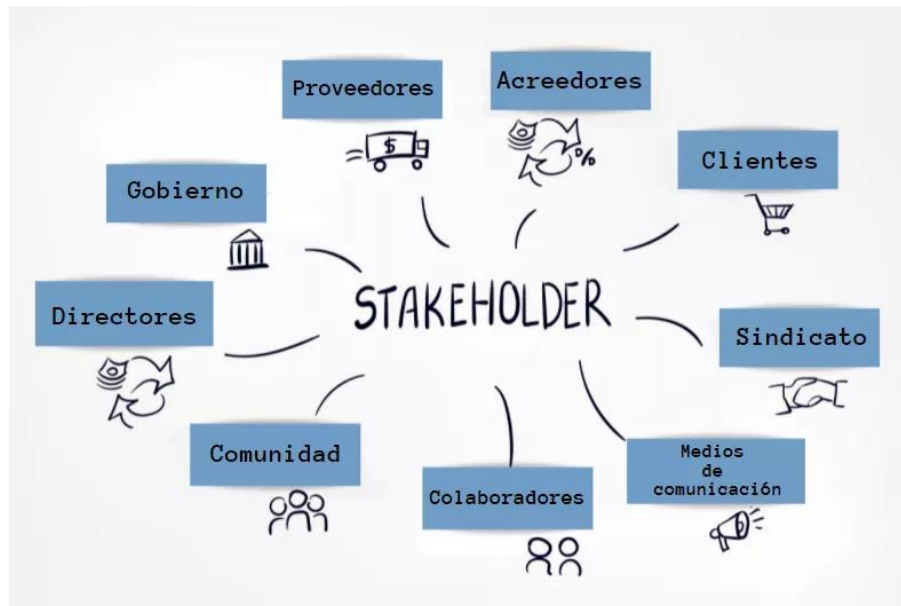 Proveedores
Acreedores
$
%
Clientes
Gobierno
STAKEHOLDER
Directores
Sindicato
Comunidad
Medios
de
comunicación
Colaboradores